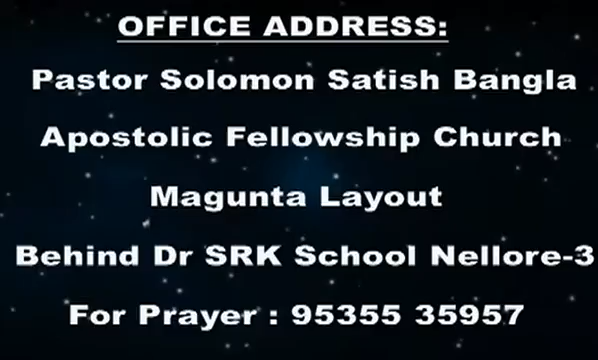 OFFICE ADDRESS:
Pastor Solomon Satish Bangla
Apostolic Fellowship Church
Magunta Layout
Behind Dr SRK School Nellore-3
For Prayer : 95355 35957